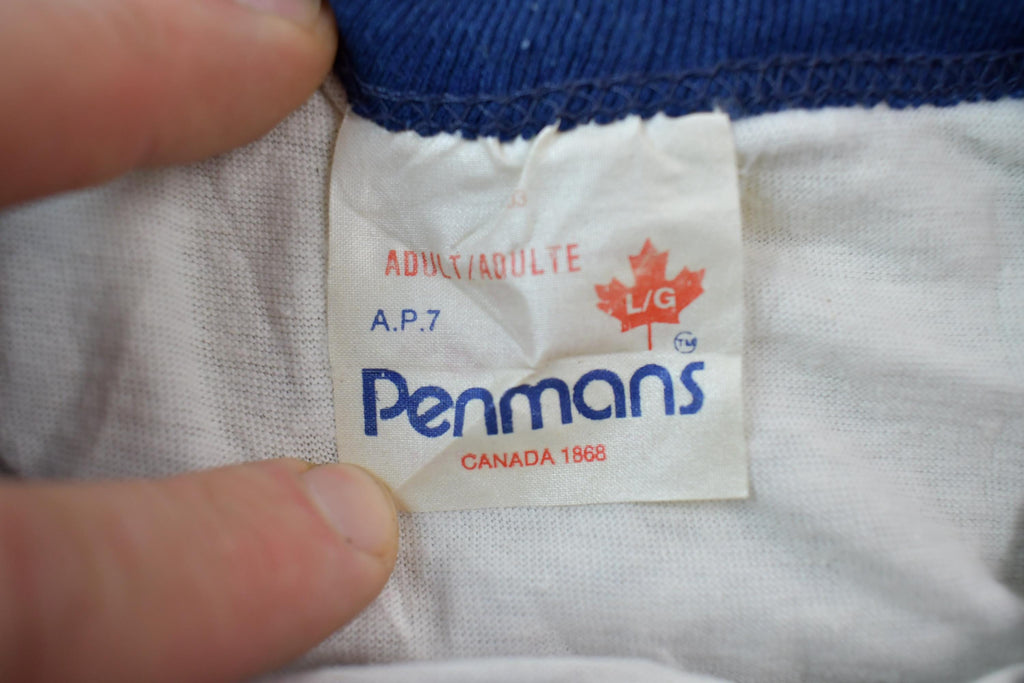 ADULT/ADULTE
L/G
A.P.7
TM
Penmans
CANADA 1868